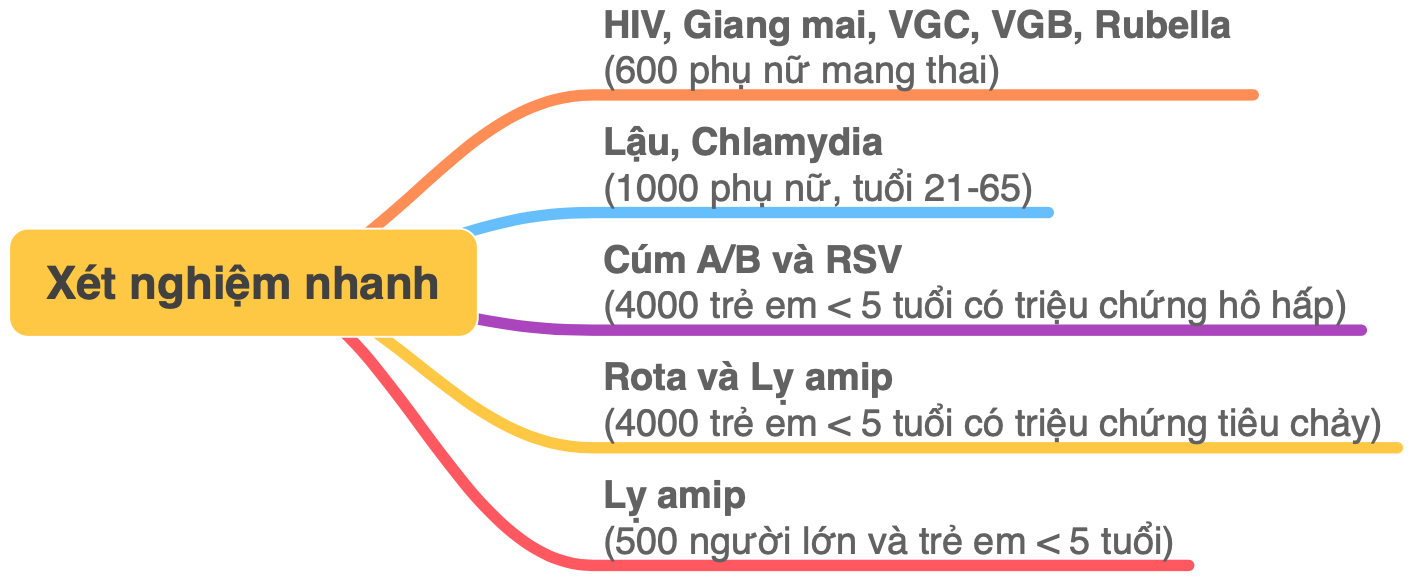 HIV, Giang mai, VGC, VGB, Rubella
(600 phụ nữ mang thai)
Lậu, Chlamydia
(1000 phụ nữ, tuổi 21-65)
Xét nghiệm nhanh
Cúm A/B và RSV
(4000 trẻ em < 5 tuổi có triệu chứng hô hấp)
Rota và Lỵ amip
(4000 trẻ em < 5 tuổi có triệu chứng tiêu chảy)
Lỵ amip
(500 người lớn và trẻ em < 5 tuổi)